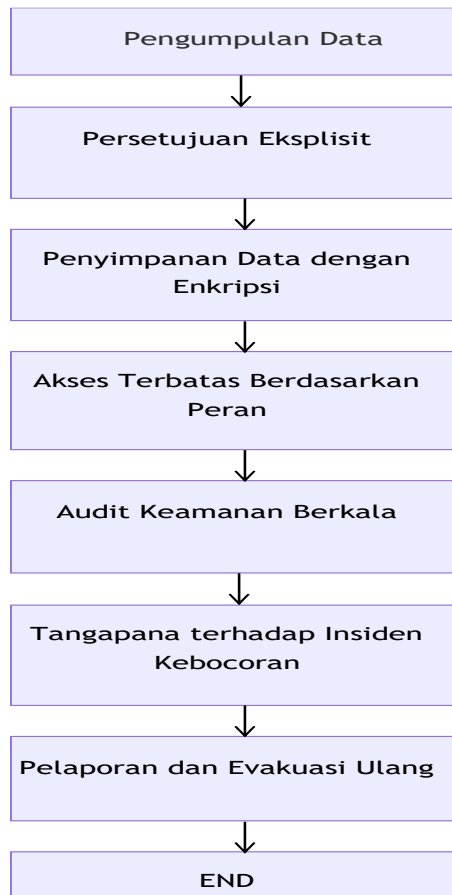 Pengumpulan Data
Persetujuan Eksplisit
Penyimpanan Data dengan
Enkripsi
Akses Terbatas Berdasarkan
Peran
Audit Keamanan Berkala
Tangapana terhadap Insiden
Kebocoran
Pelaporan dan Evakuasi Ulang
END